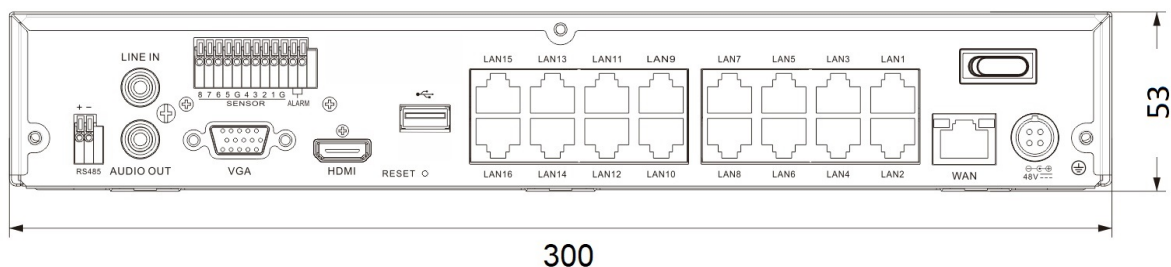 LINE IN
8 7 6 5 G 4 3 2 1 G
SENSOR
ALARM
+ −
RS485
AUDIO OUT
VGA
HDMI
RESET
LAN15 LAN13 LAN11 LAN9
LAN16 LAN14 LAN12 LAN10
LAN7 LAN5 LAN3 LAN1
LAN8 LAN6 LAN4 LAN2
WAN
48V
53
300